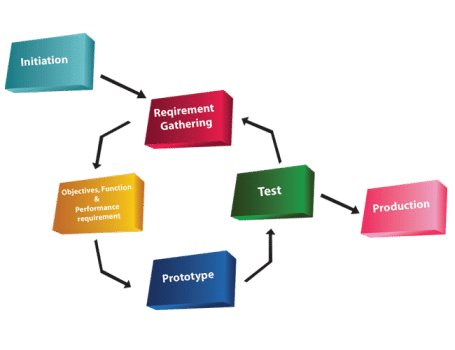 Initiation
Reqirement
Gathering
Objectives, Function
&
Performance
requirement
Test
Production
Prototype